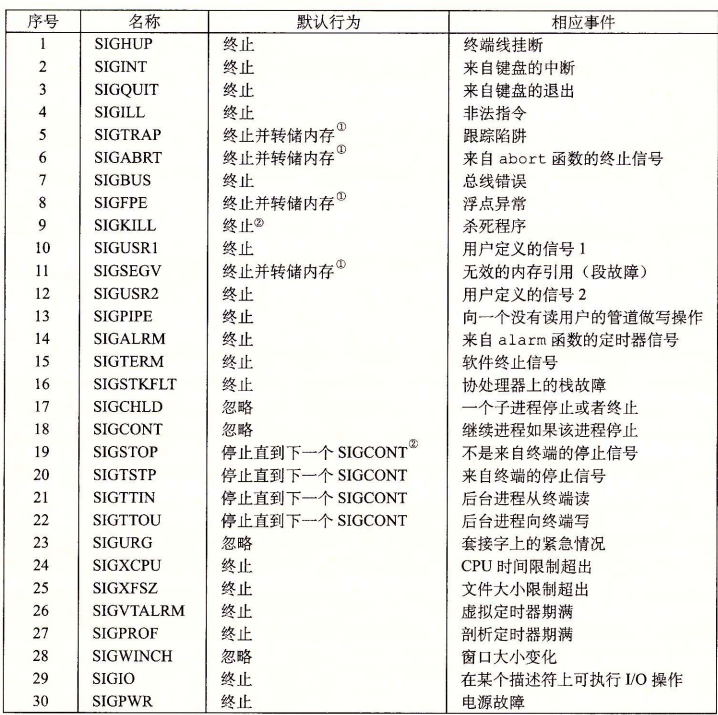 序号 名称 默认行为 相应事件
1 SIGHUP 终止 终端线挂断
2 SIGINT 终止 来自键盘的中断
3 SIGQUIT 终止 来自键盘的退出
4 SIGILL 终止 非法指令
5 SIGTRAP 终止并转储内存① 跟踪陷阱
6 SIGABRT 终止并转储内存① 来自 abort 函数的终止信号
7 SIGBUS 终止 总线错误
8 SIGFPE 终止并转储内存① 浮点异常
9 SIGKILL 终止② 杀死程序
10 SIGUSR1 终止 用户定义的信号 1
11 SIGSEGV 终止并转储内存① 无效的内存引用（段故障）
12 SIGUSR2 终止 用户定义的信号 2
13 SIGPIPE 终止 向一个没有读用户的管道做写操作
14 SIGALRM 终止 来自 alarm 函数的定时器信号
15 SIGTERM 终止 软件终止信号
16 SIGSTKFLT 终止 协处理器上的栈故障
17 SIGCHLD 忽略 一个子进程停止或者终止
18 SIGCONT 忽略 继续进程如果该进程停止
19 SIGSTOP 停止直到下一个 SIGCONT② 不是来自终端的停止信号
20 SIGTSTP 停止直到下一个 SIGCONT 来自终端的停止信号
21 SIGTTIN 停止直到下一个 SIGCONT 后台进程从终端读
22 SIGTTOU 停止直到下一个 SIGCONT 后台进程向终端写
23 SIGURG 忽略 套接字上的紧急情况
24 SIGXCPU 终止 CPU 时间限制超出
25 SIGXFSZ 终止 文件大小限制超出
26 SIGVTALRM 终止 虚拟定时器期满
27 SIGPROF 终止 剖析定时器期满
28 SIGWINCH 忽略 窗口大小变化
29 SIGIO 终止 在某个描述符上可执行 I/O 操作
30 SIGPWR 终止 电源故障